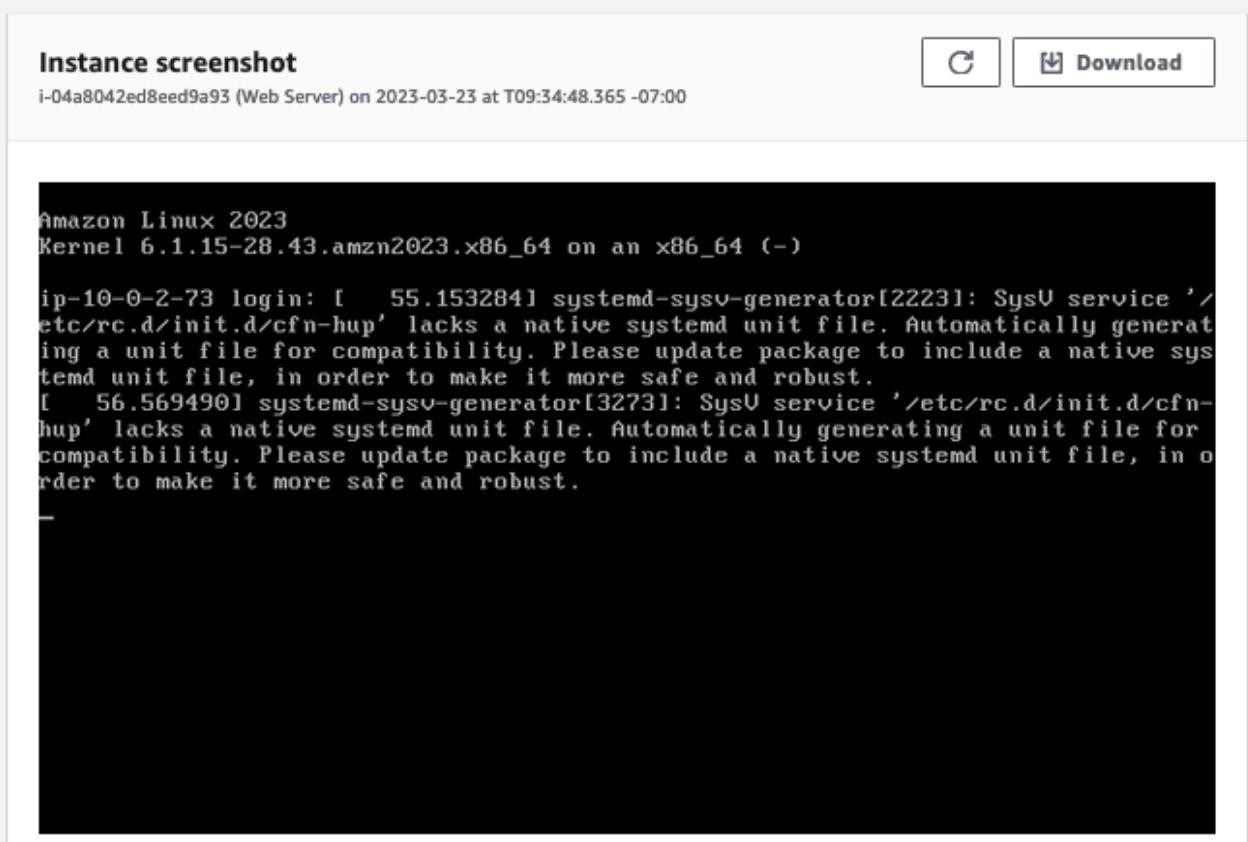 Instance screenshot
Download
i-04a8042ed8eed9a93 (Web Server) on 2023-03-23 at T09:34:48.365 -07:00
Amazon Linux 2023
Kernel 6.1.15-28.43.amzn2023.x86_64 on an x86_64 (-)
ip-10-0-2-73 login: [   55.153284] systemd-sysv-generator[2223]: SysV service '/
etc/rc.d/init.d/cfn-hup' lacks a native systemd unit file. Automatically generat
ing a unit file for compatibility. Please update package to include a native sys
temd unit file, in order to make it more safe and robust.
[   56.569490] systemd-sysv-generator[3273]: SysV service '/etc/rc.d/init.d/cfn-
hup' lacks a native systemd unit file. Automatically generating a unit file for
compatibility. Please update package to include a native systemd unit file, in o
rder to make it more safe and robust.
_